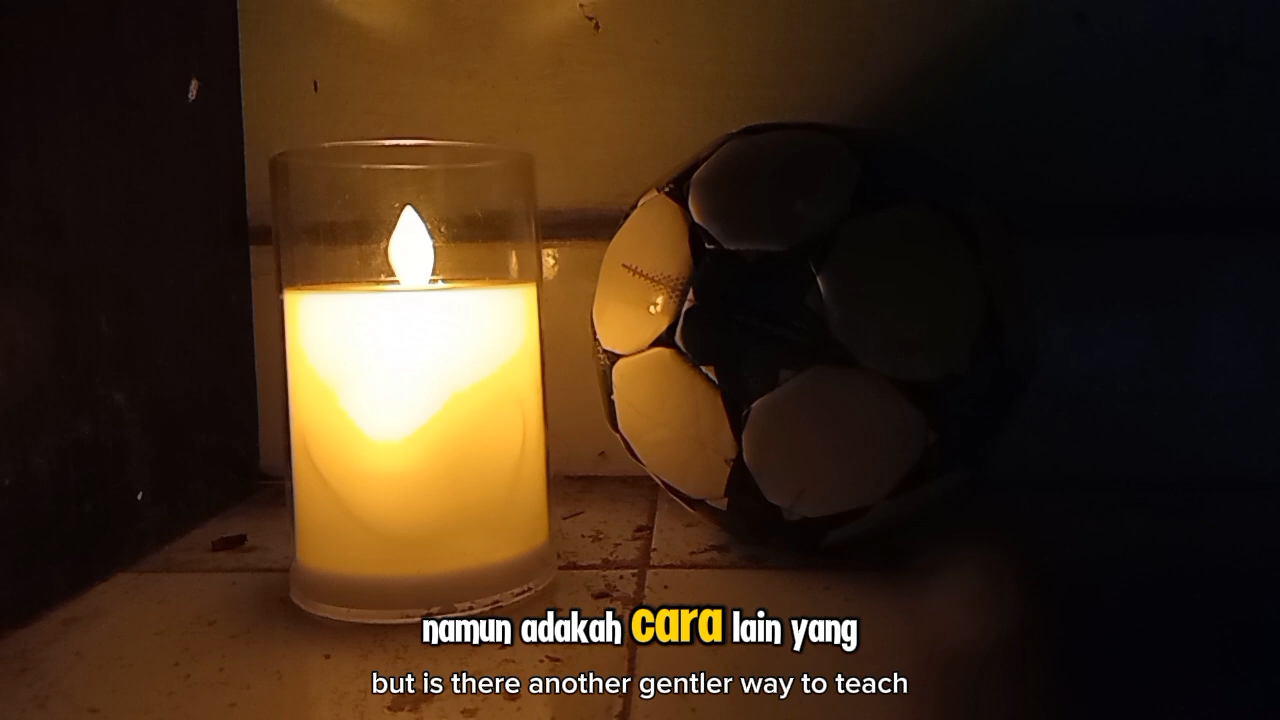 namun adakah cara lain yang
but is there another gentler way to teach